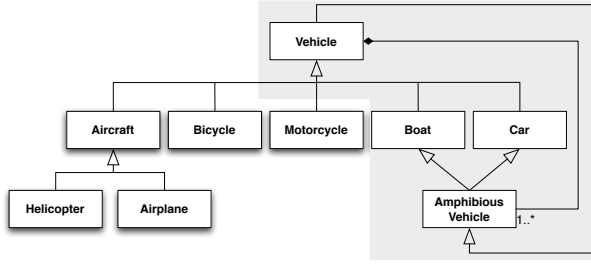 Vehicle
Aircraft
Bicycle
Motorcycle
Boat
Car
Helicopter
Airplane
Amphibious
Vehicle
1..*